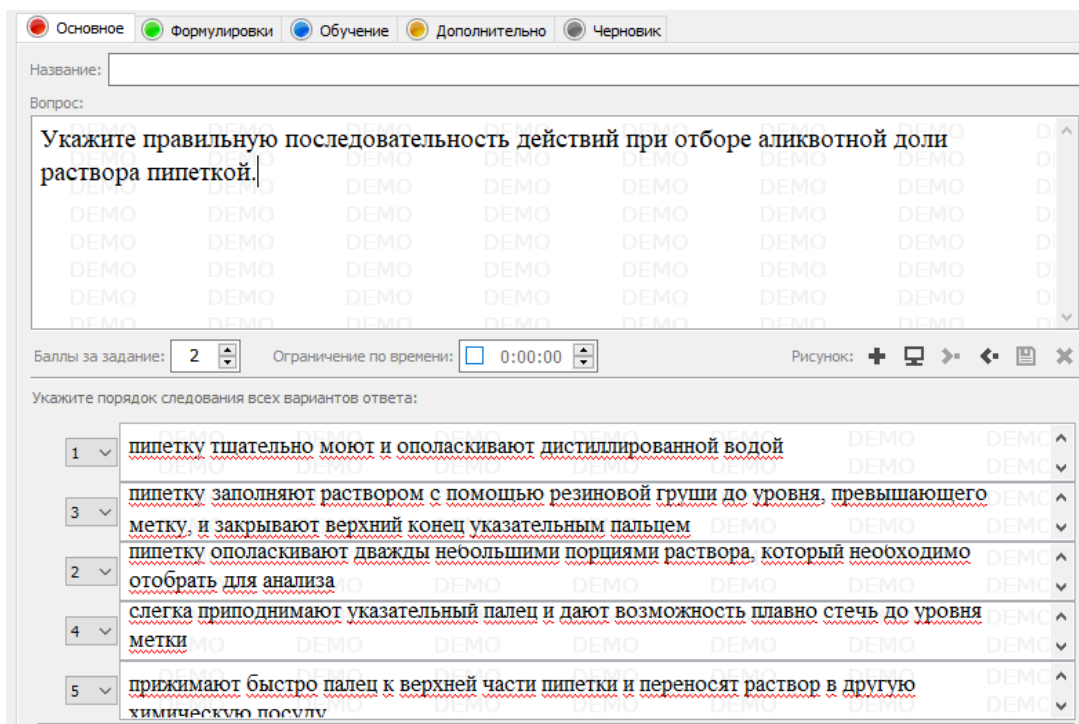 Основное Формулировки Обучение Дополнительно Черновик
Название:
Вопрос:
Укажите правильную последовательность действий при отборе аликвотной доли
раствора пипеткой.
Баллы за задание: 2 Ограничение по времени: 0:00:00 Рисунок:
Укажите порядок следования всех вариантов ответа:
1 пипетку тщательно моют и ополаскивают дистиллированной водой
3 пипетку заполняют раствором с помощью резиновой груши до уровня, превышающего
метку, и закрывают верхний конец указательным пальцем
2 пипетку ополаскивают дважды небольшими порциями раствора, который необходимо
отобрать для анализа
4 слегка приподнимают указательный палец и дают возможность плавно стечь до уровня
метки
5 прижимают быстро палец к верхней части пипетки и переносят раствор в другую
химическую посуду